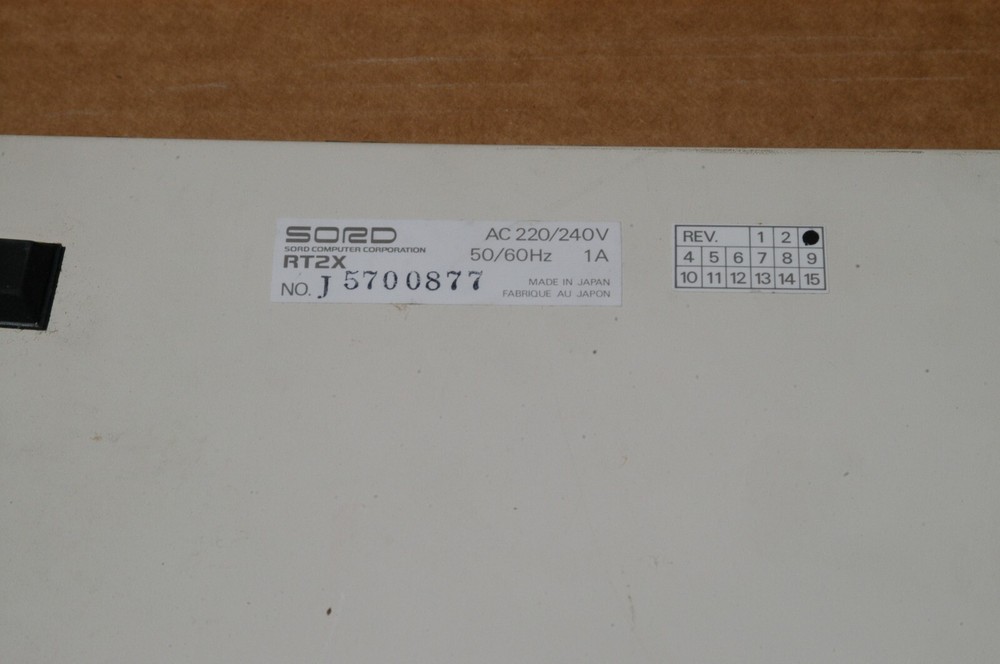 SORD
SORD COMPUTER CORPORATION
RT2X
NO. J 5700877
AC 220/240V
50/60Hz 1A
MADE IN JAPAN
FABRIQUE AU JAPON
REV. 1 2
4 5 6 7 8 9
10 11 12 13 14 15